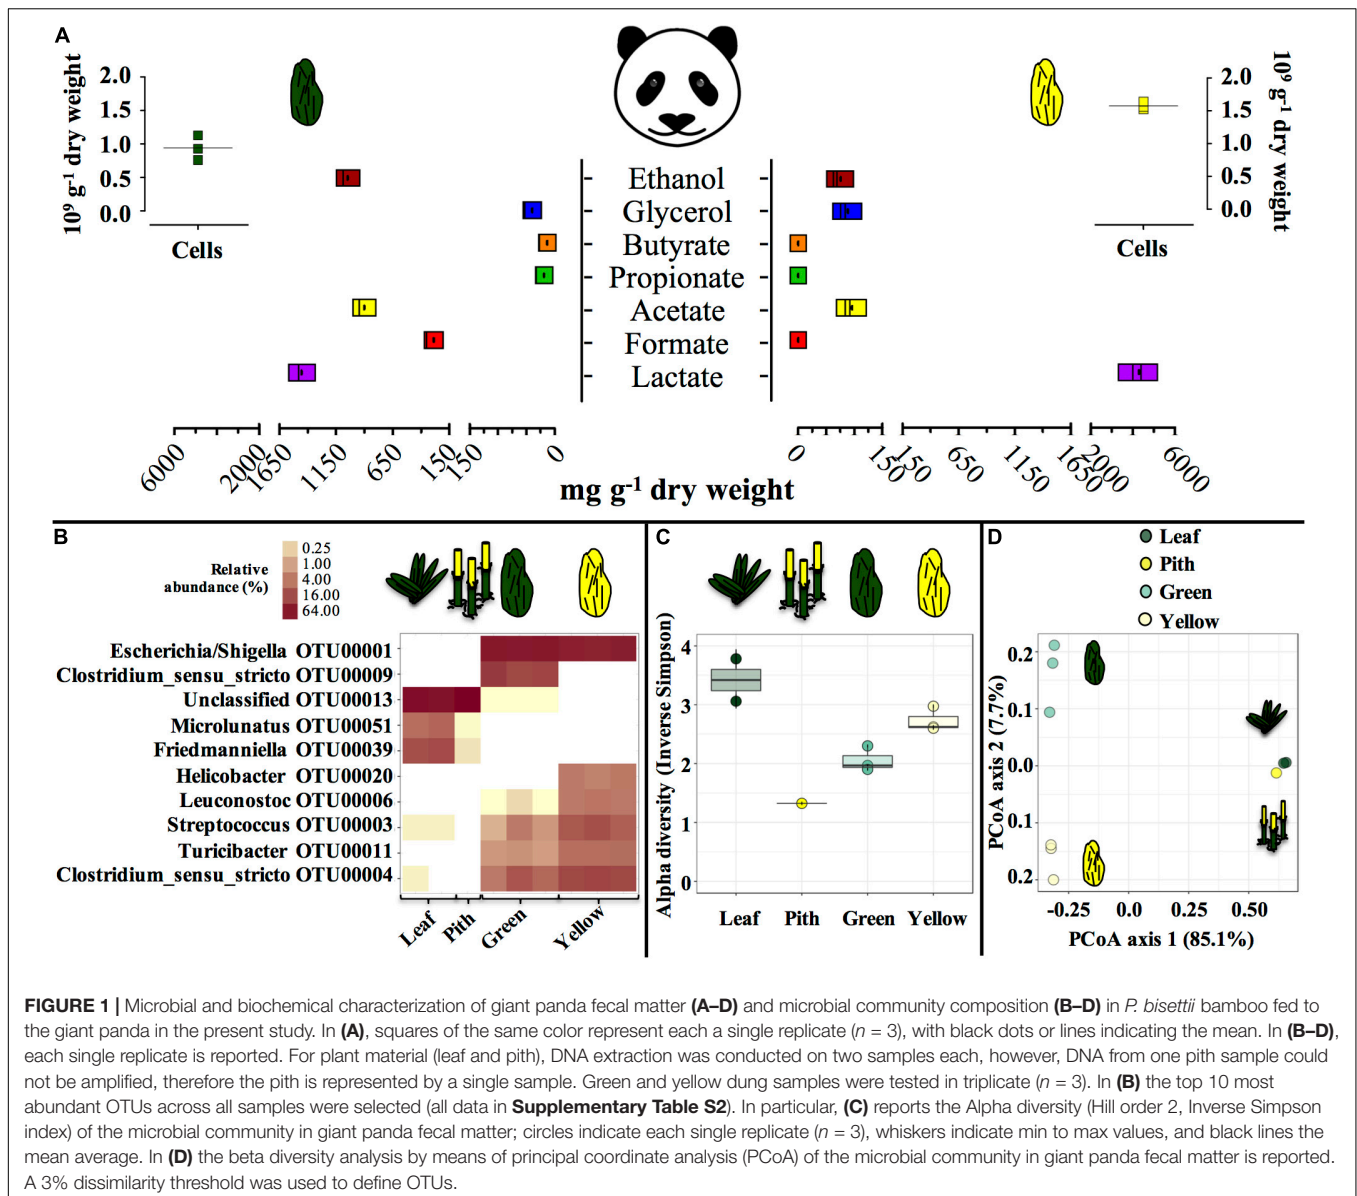 A
10⁹ g⁻¹ dry weight
2.0
1.5
1.0
0.5
0.0
Cells
Ethanol
Glycerol
Butyrate
Propionate
Acetate
Formate
Lactate
2.0
1.5
1.0
0.5
0.0
10⁹ g⁻¹ dry weight
Cells
6000 2000 1650 1150 650 150 150 0
0 150 150 650 1150 1650 2000 6000
mg g⁻¹ dry weight
B
Relative
abundance (%)
0.25
1.00
4.00
16.00
64.00
Escherichia/Shigella OTU00001
Clostridium_sensu_stricto OTU00009
Unclassified OTU00013
Microlunatus OTU00051
Friedmanniella OTU00039
Helicobacter OTU00020
Leuconostoc OTU00006
Streptococcus OTU00003
Turicibacter OTU00011
Clostridium_sensu_stricto OTU00004
Leaf Pith Green Yellow
C
Alpha diversity (Inverse Simpson)
4
3
2
1
0
Leaf Pith Green Yellow
D
Leaf
Pith
Green
Yellow
PCoA axis 2 (7.7%)
0.2
0.1
0.0
0.1
0.2
-0.25 0.0 0.25 0.50
PCoA axis 1 (85.1%)
FIGURE 1 | Microbial and biochemical characterization of giant panda fecal matter (A–D) and microbial community composition (B–D) in P. bisettii bamboo fed to
the giant panda in the present study. In (A), squares of the same color represent each a single replicate (n = 3), with black dots or lines indicating the mean. In (B–D),
each single replicate is reported. For plant material (leaf and pith), DNA extraction was conducted on two samples each, however, DNA from one pith sample could
not be amplified, therefore the pith is represented by a single sample. Green and yellow dung samples were tested in triplicate (n = 3). In (B) the top 10 most
abundant OTUs across all samples were selected (all data in Supplementary Table S2). In particular, (C) reports the Alpha diversity (Hill order 2, Inverse Simpson
index) of the microbial community in giant panda fecal matter; circles indicate each single replicate (n = 3), whiskers indicate min to max values, and black lines the
mean average. In (D) the beta diversity analysis by means of principal coordinate analysis (PCoA) of the microbial community in giant panda fecal matter is reported.
A 3% dissimilarity threshold was used to define OTUs.